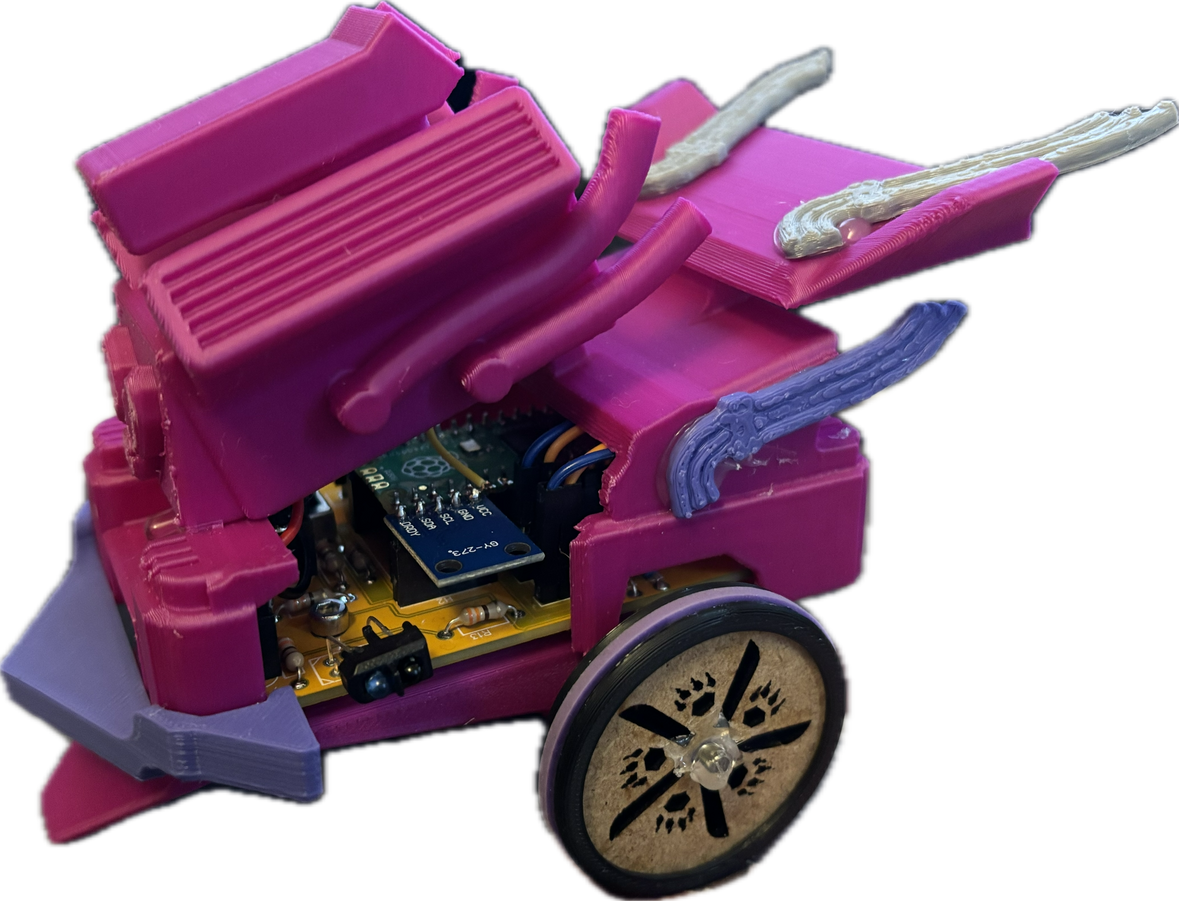 DRDY
SDA
SCL
GND
VCC
GY-273
R13